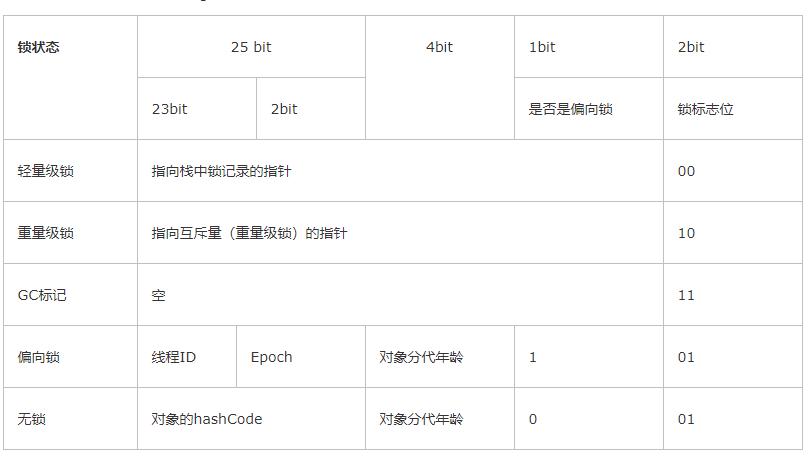 锁状态 25 bit 4bit 1bit 2bit
23bit 2bit 是否是偏向锁 锁标志位
轻量级锁 指向栈中锁记录的指针 00
重量级锁 指向互斥量（重量级锁）的指针 10
GC标记 空 11
偏向锁 线程ID Epoch 对象分代年龄 1 01
无锁 对象的hashCode 对象分代年龄 0 01